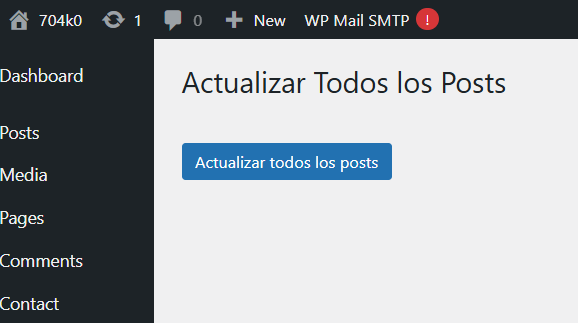 704k0 1 0 New WP Mail SMTP !
Dashboard
Posts
Media
Pages
Comments
Contact
Actualizar Todos los Posts
Actualizar todos los posts